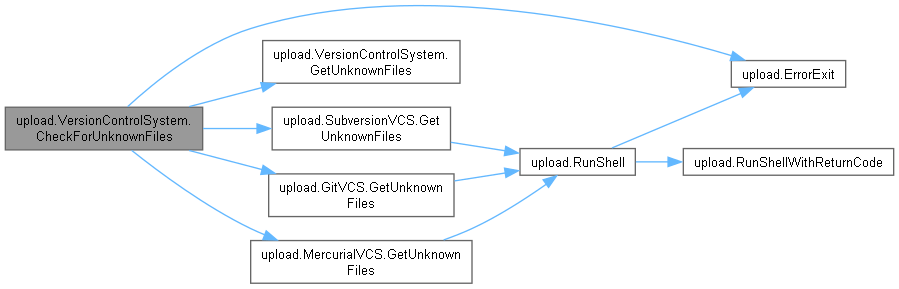 upload.VersionControlSystem.
CheckForUnknownFiles
upload.VersionControlSystem.
GetUnknownFiles
upload.SubversionVCS.Get
UnknownFiles
upload.GitVCS.GetUnknown
Files
upload.MercurialVCS.GetUnknown
Files
upload.RunShell
upload.ErrorExit
upload.RunShellWithReturnCode